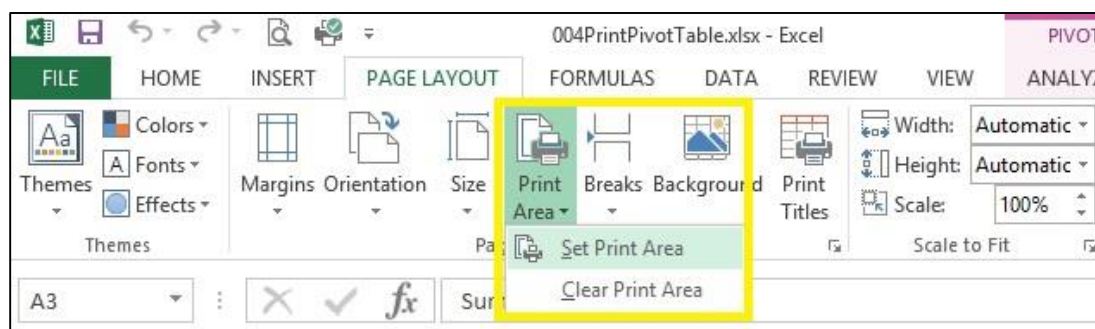 004PrintPivotTable.xlsx - Excel
PIVOT
FILE HOME INSERT PAGE LAYOUT FORMULAS DATA REVIEW VIEW ANALYZ
Aa Colors
A Fonts
Effects
Themes
Margins Orientation Size Print Area Breaks Background Print Titles
Width: Automatic
Height: Automatic
Scale: 100%
Themes Scale to Fit
Set Print Area
Clear Print Area
A3 fx